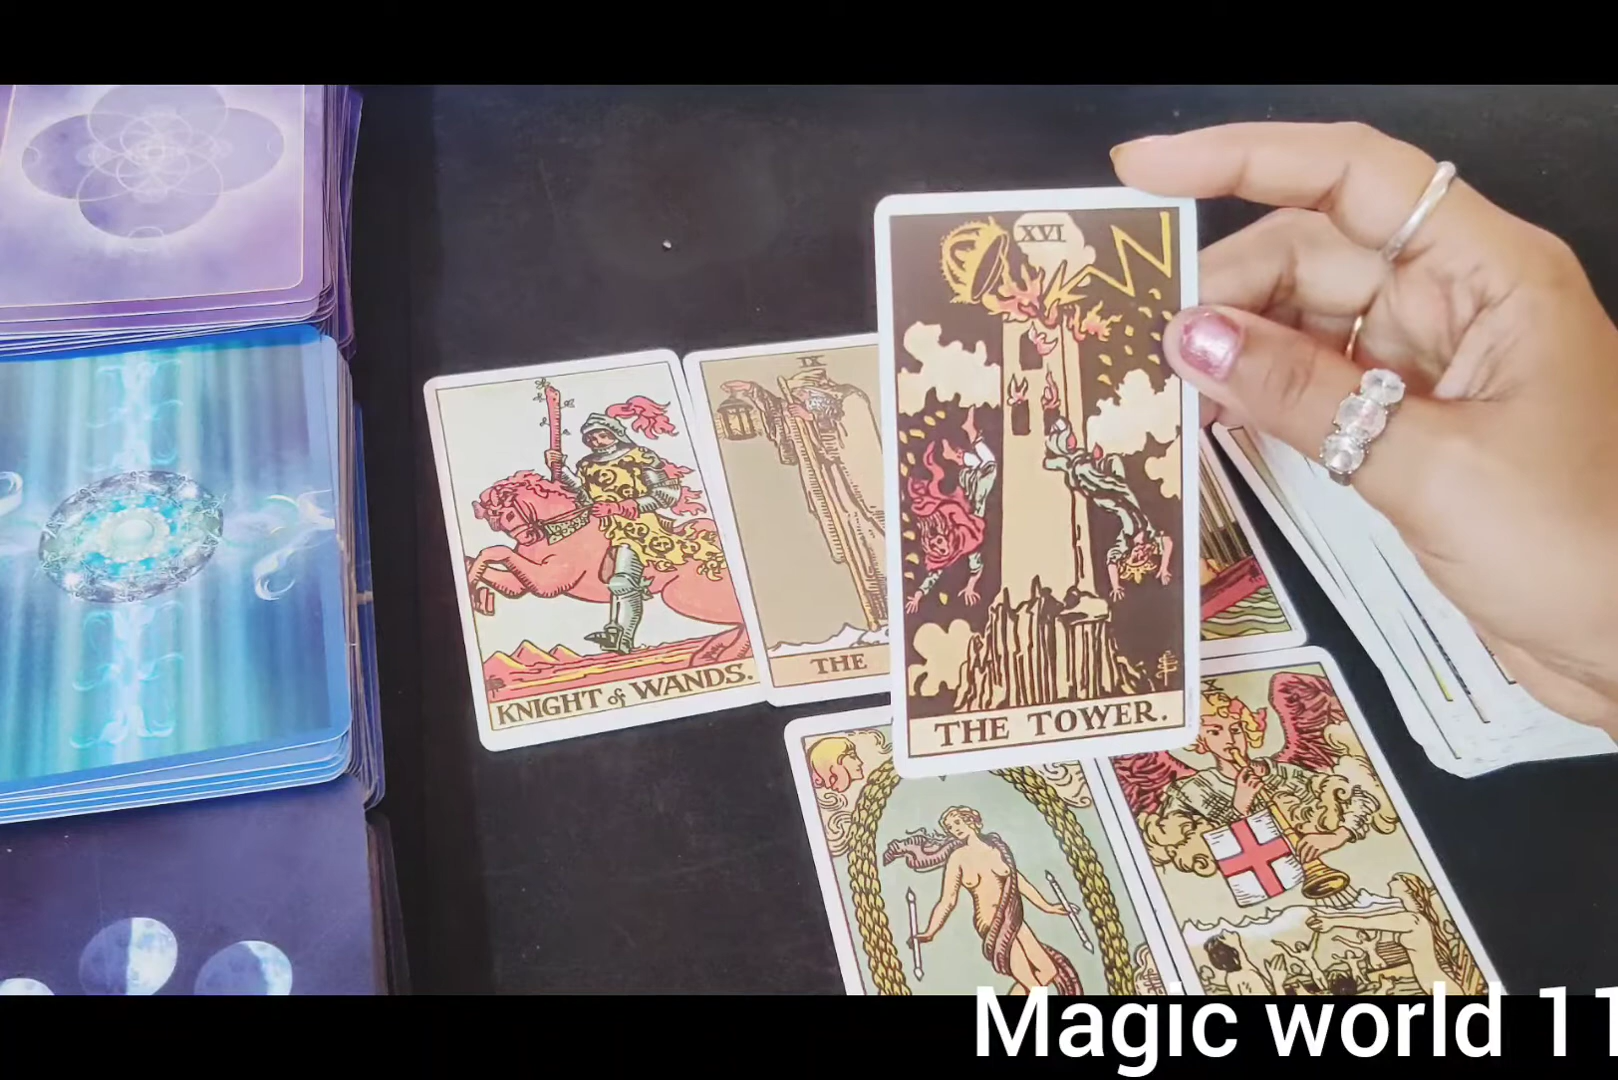 XVI
IX
THE TOWER.
THE
KNIGHT of WANDS.
Magic world 11